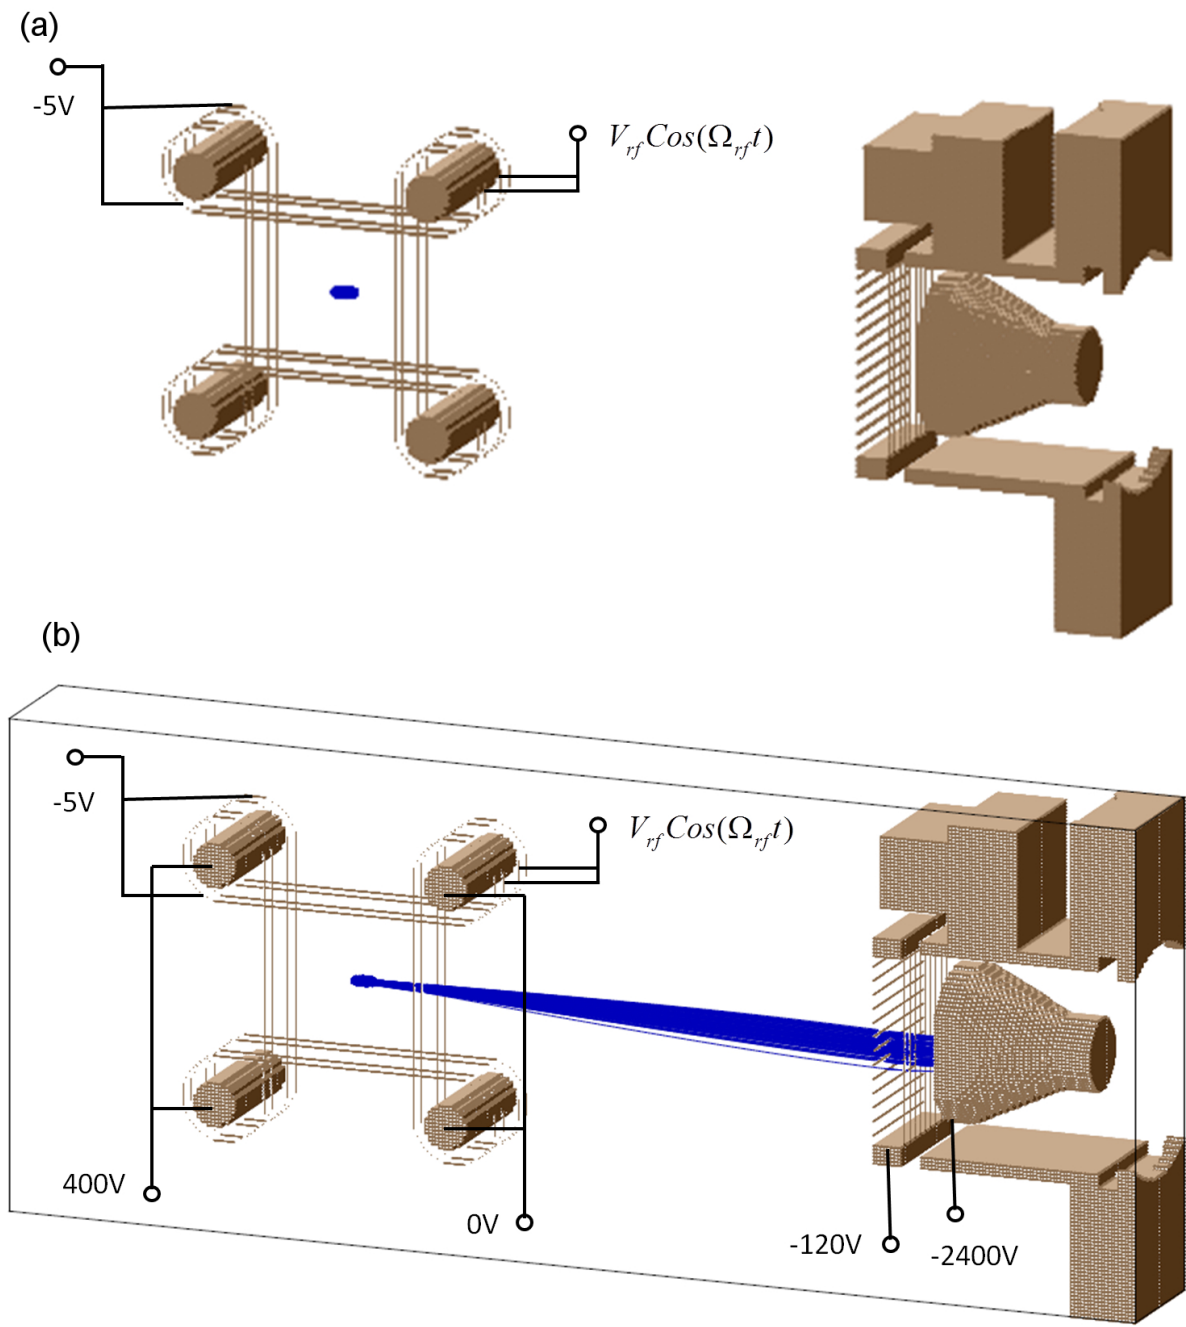 (a)
-5V
V_rf Cos(Ω_rf t)
(b)
-5V
V_rf Cos(Ω_rf t)
400V
0V
-120V
-2400V